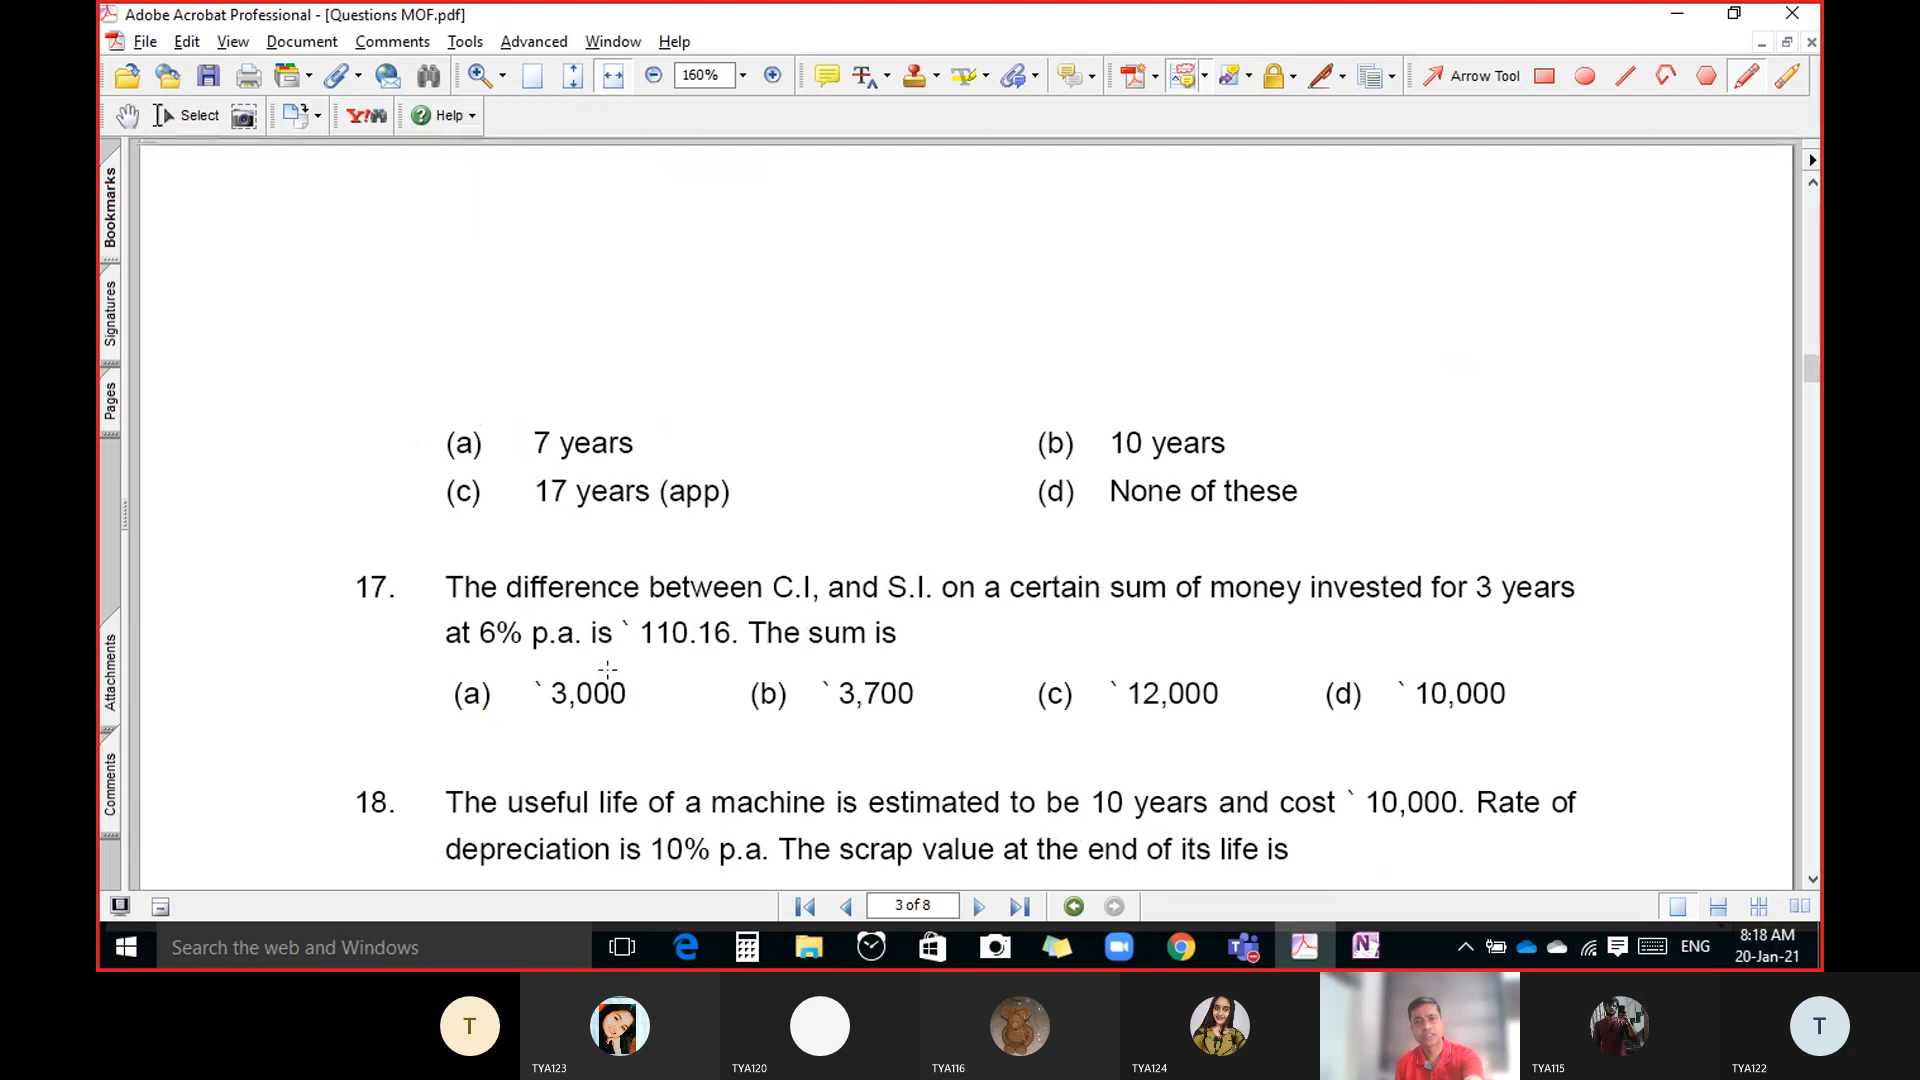 Adobe Acrobat Professional - [Questions MOF.pdf]
File Edit View Document Comments Tools Advanced Window Help
160% Arrow Tool
Select Y! Help
Bookmarks
Signatures
Pages
Attachments
Comments
(a) 7 years (b) 10 years
(c) 17 years (app) (d) None of these
17. The difference between C.I, and S.I. on a certain sum of money invested for 3 years
at 6% p.a. is ` 110.16. The sum is
(a) ` 3,000 (b) ` 3,700 (c) ` 12,000 (d) ` 10,000
18. The useful life of a machine is estimated to be 10 years and cost ` 10,000. Rate of
depreciation is 10% p.a. The scrap value at the end of its life is
3 of 8
Search the web and Windows
ENG
8:18 AM
20-Jan-21
T T
TYA123 TYA120 TYA116 TYA124 TYA115 TYA122